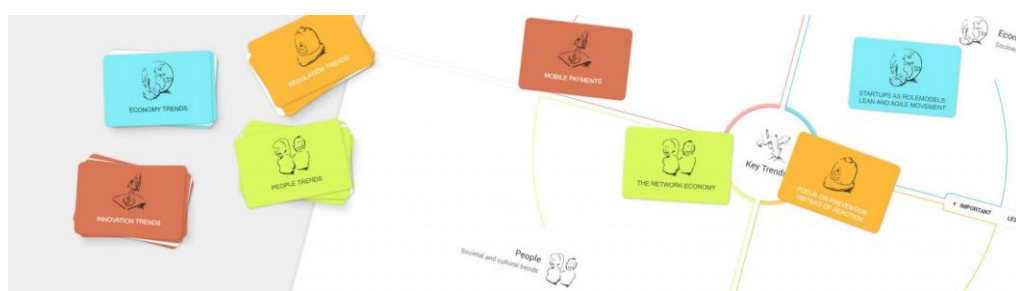 ECONOMY TRENDS
REGULATION TRENDS
INNOVATION TRENDS
PEOPLE TRENDS
MOBILE PAYMENTS
THE NETWORK ECONOMY
Key Trends
STARTUPS AS ROLEMODELS:
LEAN AND AGILE MOVEMENT
FOCUS ON PREVENTION
INSTEAD OF REACTION
IMPORTANT
People
Societal and cultural trends